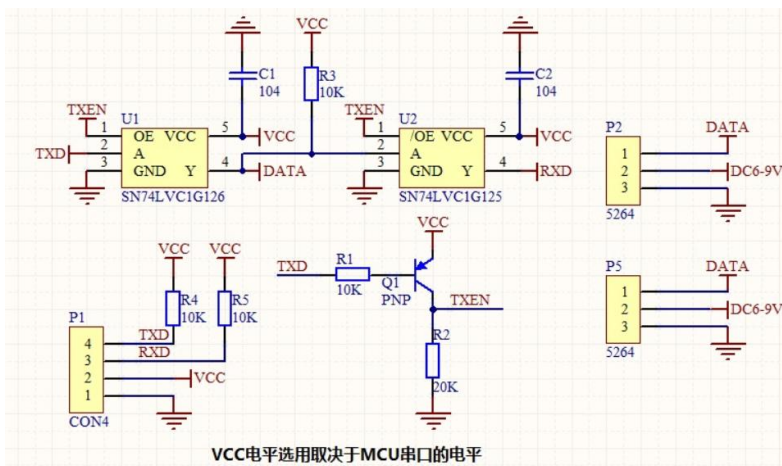 VCC
C1
104
R3
10K
C2
104
TXEN
U1
1
OE VCC
5
VCC
TXD
2
A
3
GND Y
4
DATA
SN74LVC1G126
TXEN
U2
1
/OE VCC
5
VCC
2
A
3
GND Y
4
RXD
SN74LVC1G125
P2
DATA
1
2
DC6-9V
3
5264
VCC VCC
R4
10K
R5
10K
P1
TXD
4
RXD
3
2
VCC
1
CON4
VCC
TXD
R1
10K
Q1
PNP
TXEN
R2
20K
P5
DATA
1
2
DC6-9V
3
5264
VCC电平选用取决于MCU串口的电平